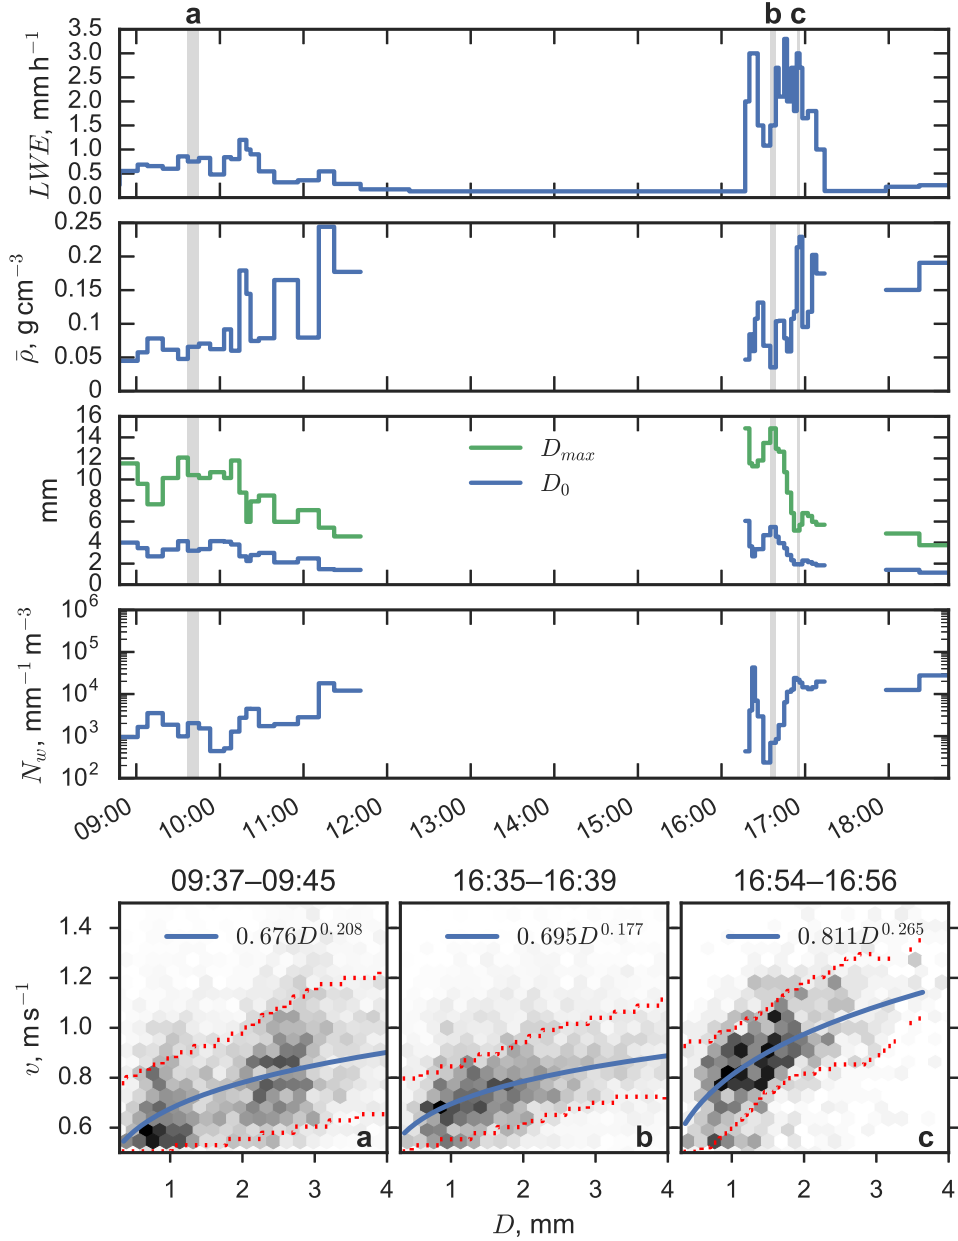 a b c
3.5
3.0
2.5
2.0
1.5
1.0
0.5
0.0
LWE, mm h⁻¹
0.25
0.2
0.15
0.1
0.05
0
ρ̄, g cm⁻³
16
14
12
10
8
6
4
2
0
mm
D_max
D_0
10⁶
10⁵
10⁴
10³
10²
N_w, mm⁻¹ m⁻³
09:00 10:00 11:00 12:00 13:00 14:00 15:00 16:00 17:00 18:00
09:37–09:45 16:35–16:39 16:54–16:56
1.4
1.2
1.0
0.8
0.6
v, m s⁻¹
0.676D^0.208 0.695D^0.177 0.811D^0.265
a b c
1 2 3 4 1 2 3 4 1 2 3 4
D, mm